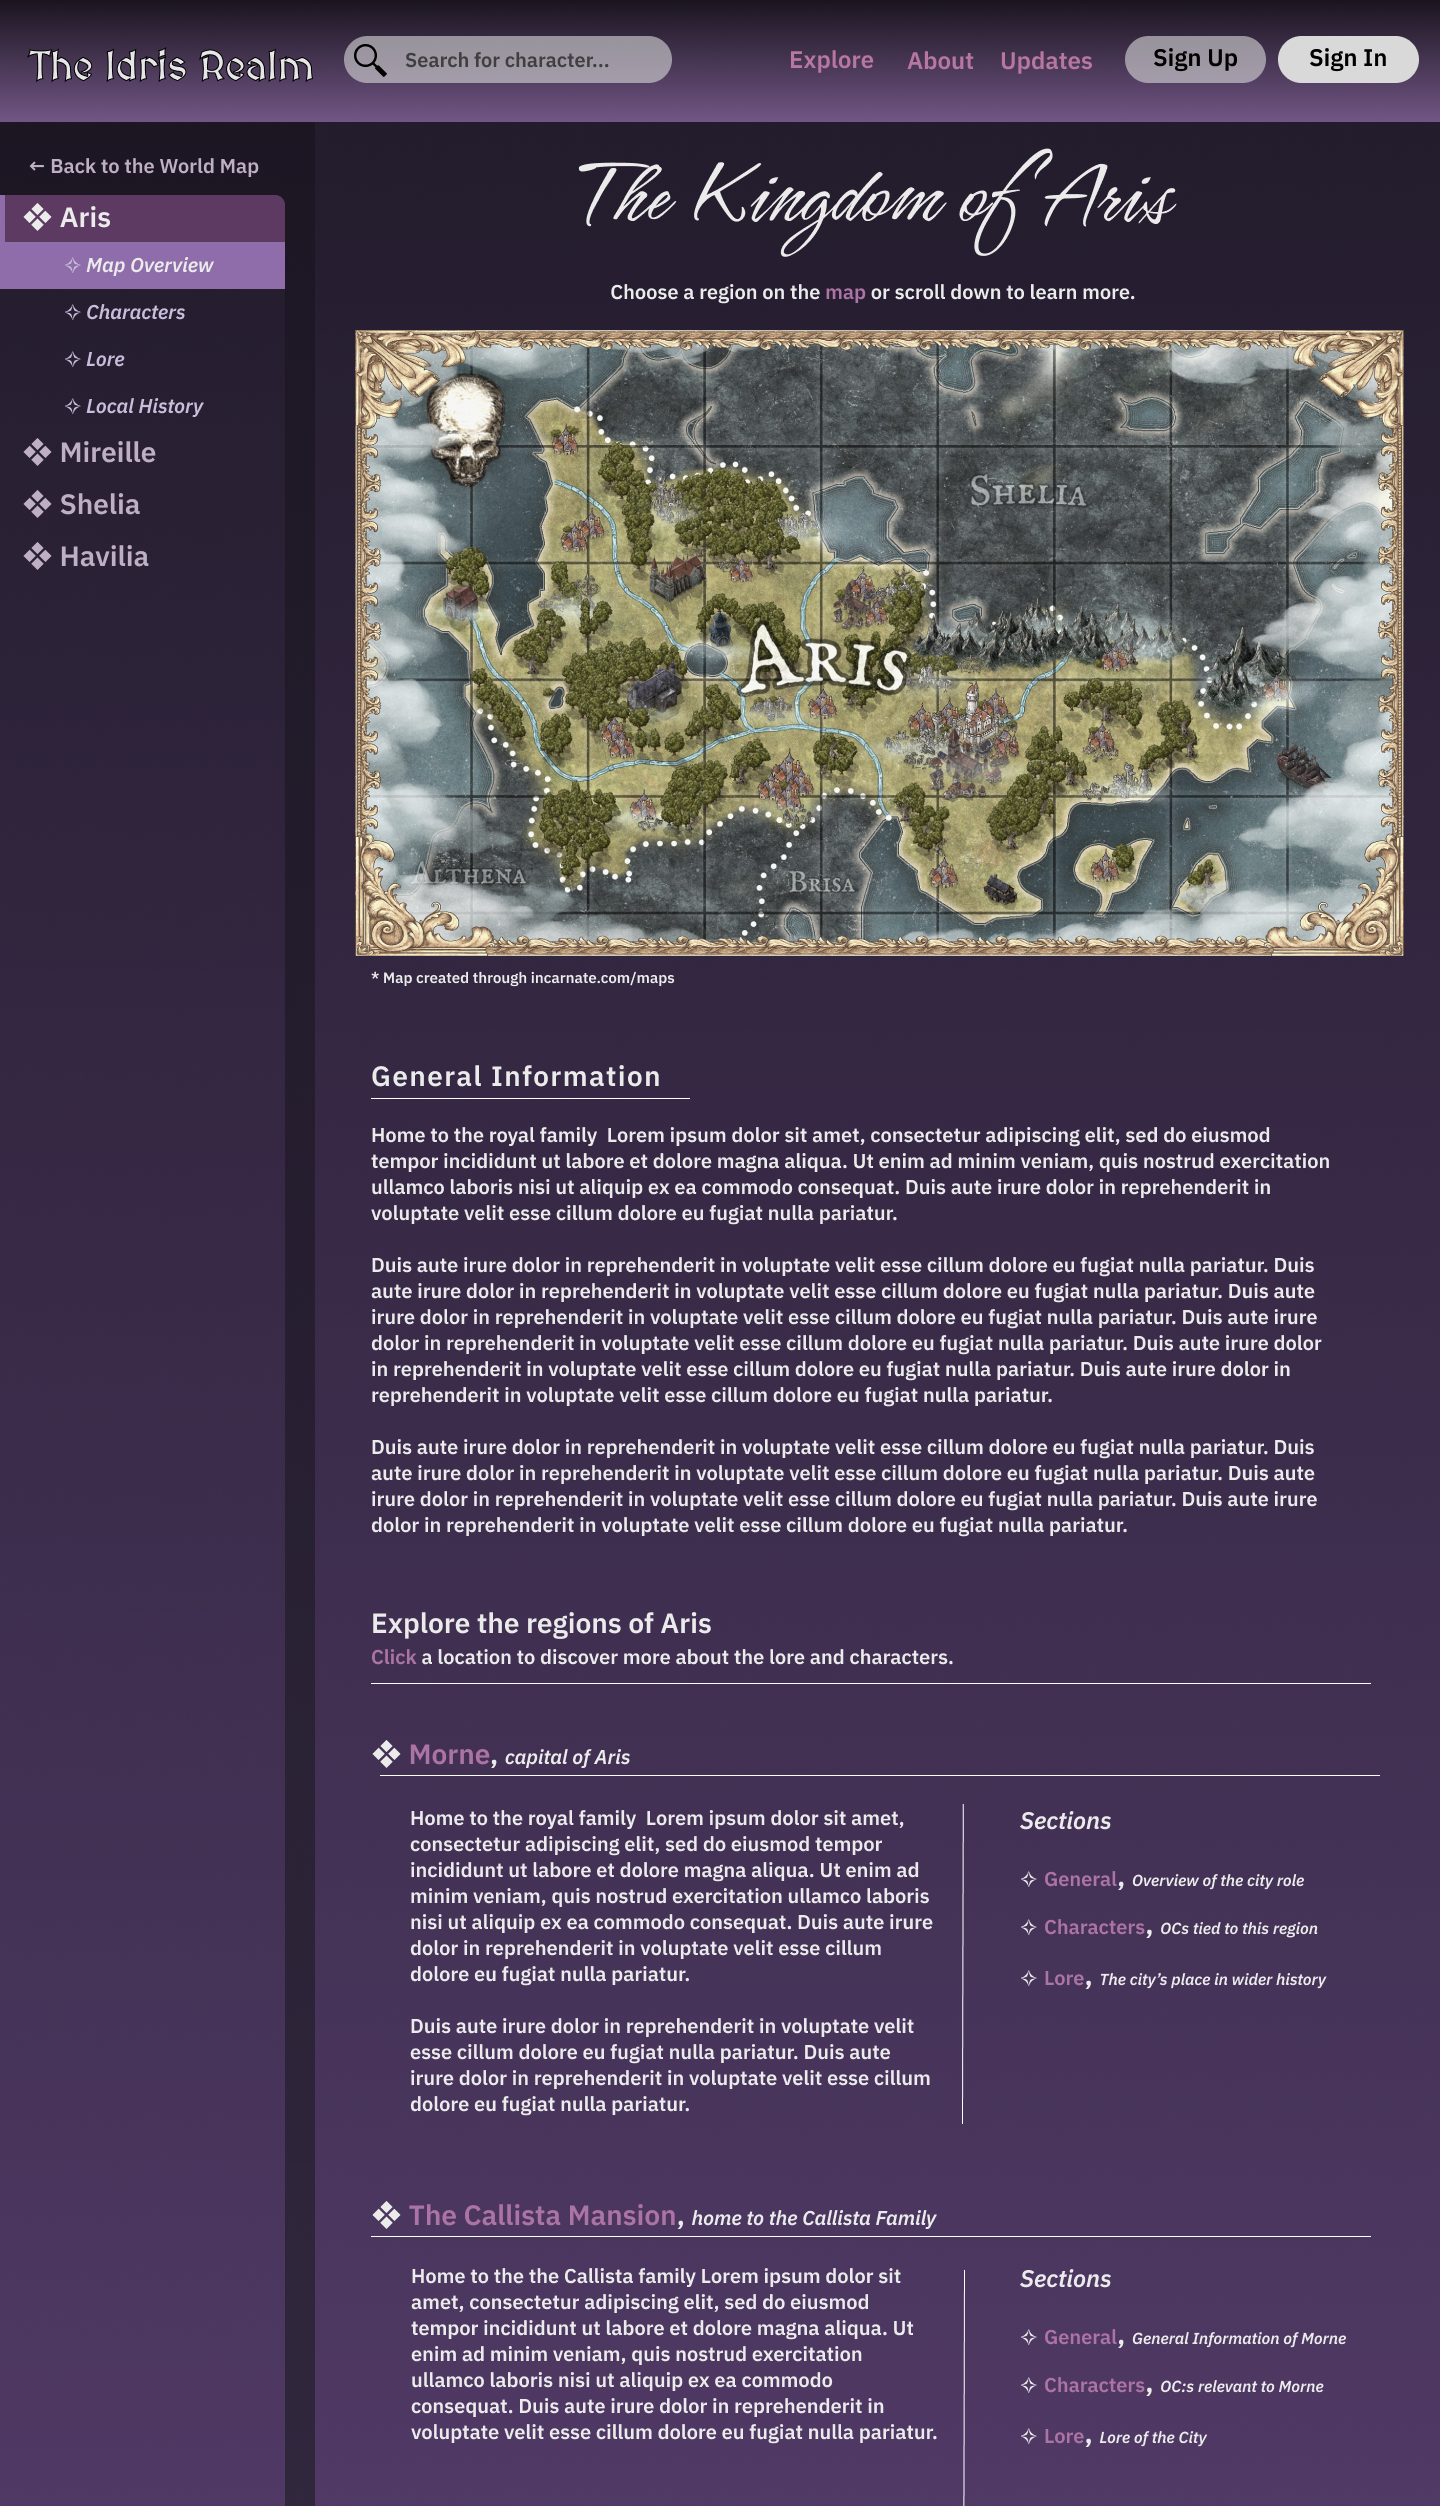 The Idris Realm
Search for character...
Explore About Updates
Sign Up Sign In
← Back to the World Map
❖ Aris
✧ Map Overview
✧ Characters
✧ Lore
✧ Local History
❖ Mireille
❖ Shelia
❖ Havilia
The Kingdom of Aris
Choose a region on the map or scroll down to learn more.
Shelia
Aris
Althena
Brisa
* Map created through incarnate.com/maps
General Information
Home to the royal family  Lorem ipsum dolor sit amet, consectetur adipiscing elit, sed do eiusmod
tempor incididunt ut labore et dolore magna aliqua. Ut enim ad minim veniam, quis nostrud exercitation
ullamco laboris nisi ut aliquip ex ea commodo consequat. Duis aute irure dolor in reprehenderit in
voluptate velit esse cillum dolore eu fugiat nulla pariatur.
Duis aute irure dolor in reprehenderit in voluptate velit esse cillum dolore eu fugiat nulla pariatur. Duis
aute irure dolor in reprehenderit in voluptate velit esse cillum dolore eu fugiat nulla pariatur. Duis aute
irure dolor in reprehenderit in voluptate velit esse cillum dolore eu fugiat nulla pariatur. Duis aute irure
dolor in reprehenderit in voluptate velit esse cillum dolore eu fugiat nulla pariatur. Duis aute irure dolor
in reprehenderit in voluptate velit esse cillum dolore eu fugiat nulla pariatur. Duis aute irure dolor in
reprehenderit in voluptate velit esse cillum dolore eu fugiat nulla pariatur.
Duis aute irure dolor in reprehenderit in voluptate velit esse cillum dolore eu fugiat nulla pariatur. Duis
aute irure dolor in reprehenderit in voluptate velit esse cillum dolore eu fugiat nulla pariatur. Duis aute
irure dolor in reprehenderit in voluptate velit esse cillum dolore eu fugiat nulla pariatur. Duis aute irure
dolor in reprehenderit in voluptate velit esse cillum dolore eu fugiat nulla pariatur.
Explore the regions of Aris
Click a location to discover more about the lore and characters.
❖ Morne, capital of Aris
Home to the royal family  Lorem ipsum dolor sit amet,
consectetur adipiscing elit, sed do eiusmod tempor
incididunt ut labore et dolore magna aliqua. Ut enim ad
minim veniam, quis nostrud exercitation ullamco laboris
nisi ut aliquip ex ea commodo consequat. Duis aute irure
dolor in reprehenderit in voluptate velit esse cillum
dolore eu fugiat nulla pariatur.
Duis aute irure dolor in reprehenderit in voluptate velit
esse cillum dolore eu fugiat nulla pariatur. Duis aute
irure dolor in reprehenderit in voluptate velit esse cillum
dolore eu fugiat nulla pariatur.
Sections
✧ General, Overview of the city role
✧ Characters, OCs tied to this region
✧ Lore, The city’s place in wider history
❖ The Callista Mansion, home to the Callista Family
Home to the the Callista family Lorem ipsum dolor sit
amet, consectetur adipiscing elit, sed do eiusmod
tempor incididunt ut labore et dolore magna aliqua. Ut
enim ad minim veniam, quis nostrud exercitation
ullamco laboris nisi ut aliquip ex ea commodo
consequat. Duis aute irure dolor in reprehenderit in
voluptate velit esse cillum dolore eu fugiat nulla pariatur.
Sections
✧ General, General Information of Morne
✧ Characters, OC:s relevant to Morne
✧ Lore, Lore of the City